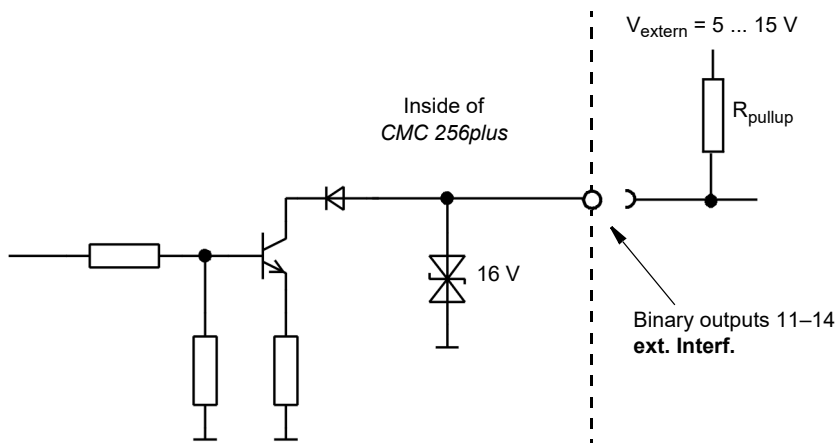 V_extern = 5 ... 15 V
Inside of
CMC 256plus
R_pullup
16 V
Binary outputs 11–14
ext. Interf.